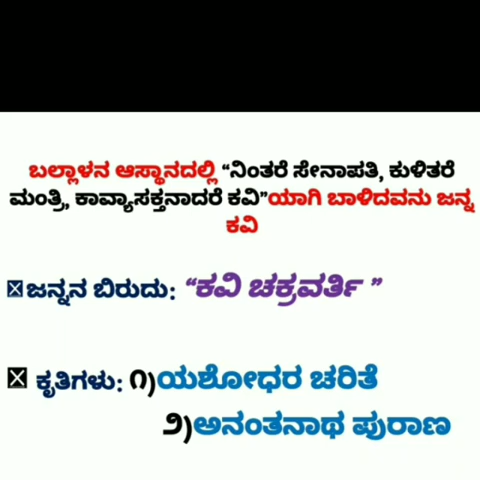 ಬಲ್ಲಾಳನ ಆಸ್ಥಾನದಲ್ಲಿ “ನಿಂತರೆ ಸೇನಾಪತಿ, ಕುಳಿತರೆ
ಮಂತ್ರಿ, ಕಾವ್ಯಾಸಕ್ತನಾದರೆ ಕವಿ”ಯಾಗಿ ಬಾಳಿದವನು ಜನ್ನ
ಕವಿ
ಜನ್ನನ ಬಿರುದು: “ಕವಿ ಚಕ್ರವರ್ತಿ ”
ಕೃತಿಗಳು: ೧)ಯಶೋಧರ ಚರಿತೆ
೨)ಅನಂತನಾಥ ಪುರಾಣ